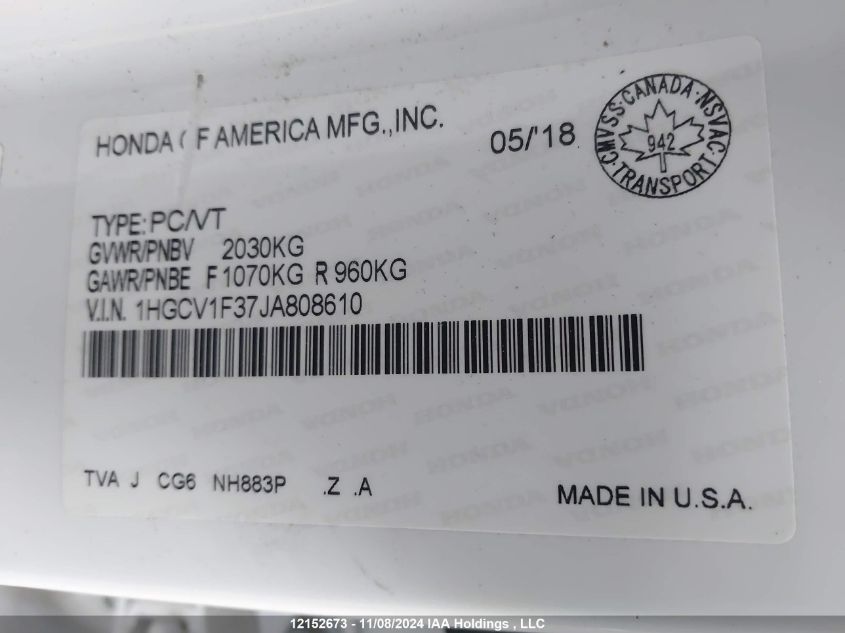 HONDA OF AMERICA MFG.,INC.
05/'18
CMVSS·CANADA·NSVAC·TRANSPORT·
942
TYPE: PC/VT
GVWR/PNBV 2030KG
GAWR/PNBE F 1070KG R 960KG
V.I.N. 1HGCV1F37JA808610
TVA J CG6 NH883P .Z .A
MADE IN U.S.A.
12152673 - 11/08/2024 IAA Holdings , LLC